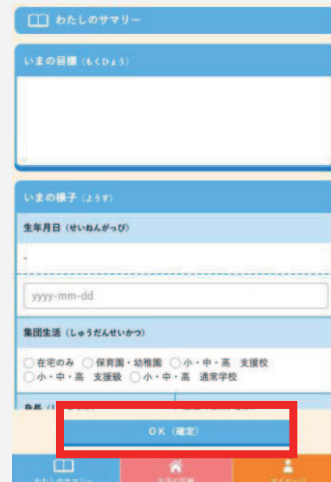 わたしのサマリー
いまの目標（もくひょう）
いまの様子（ようす）
生年月日（せいねんがっぴ）
-
yyyy-mm-dd
集団生活（しゅうだんせいかつ）
在宅のみ 保育園・幼稚園 小・中・高 支援校
小・中・高 支援級 小・中・高 通常学校
OK（確定）
わたしのサマリー
マイページ